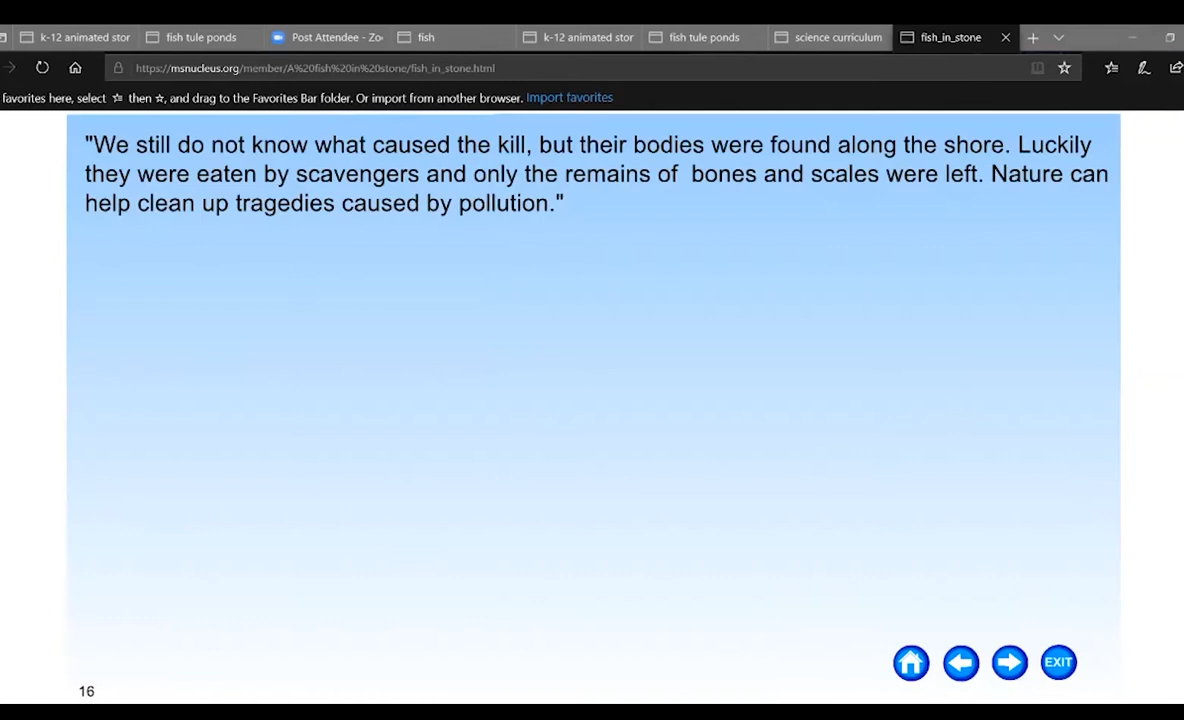 k-12 animated stor
fish tule ponds
Post Attendee - Zo
fish
k-12 animated stor
fish tule ponds
science curriculum
fish_in_stone
https://msnucleus.org/member/A%20fish%20in%20stone/fish_in_stone.html
favorites here, select ☆ then ☆, and drag to the Favorites Bar folder. Or import from another browser. Import favorites
"We still do not know what caused the kill, but their bodies were found along the shore. Luckily
they were eaten by scavengers and only the remains of bones and scales were left. Nature can
help clean up tragedies caused by pollution."
EXIT
16